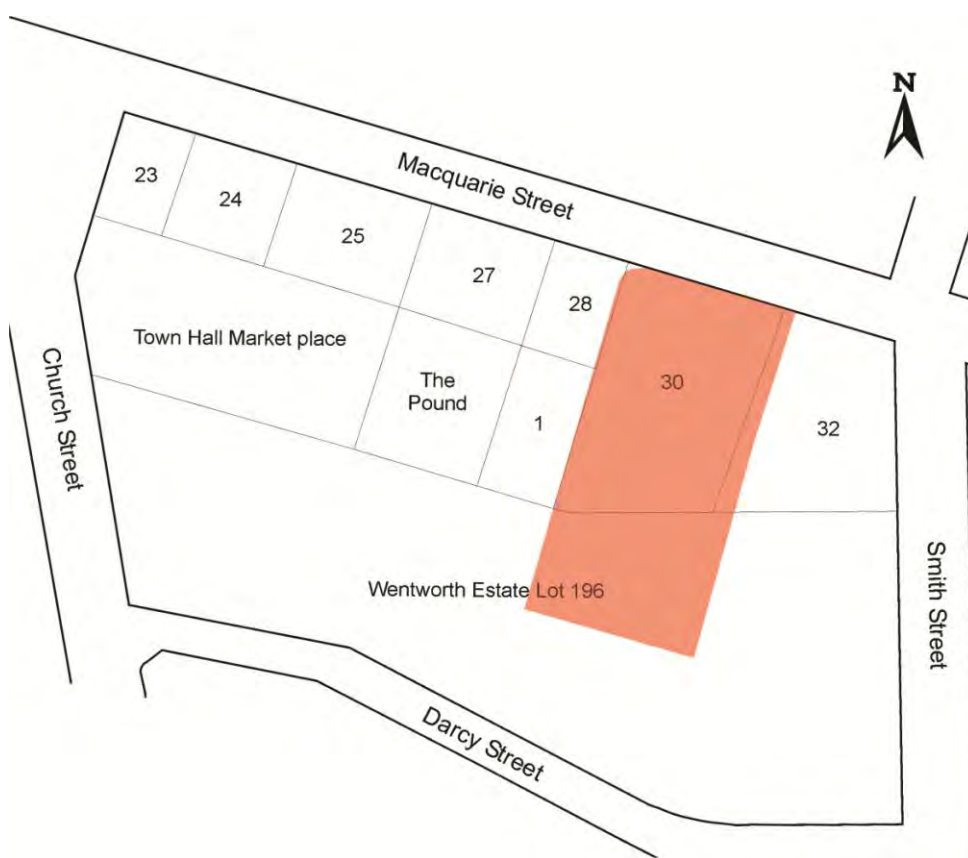 N
Macquarie Street
23
24
25
27
28
30
32
Town Hall Market place
The
Pound
1
Church Street
Wentworth Estate Lot 196
Smith Street
Darcy Street